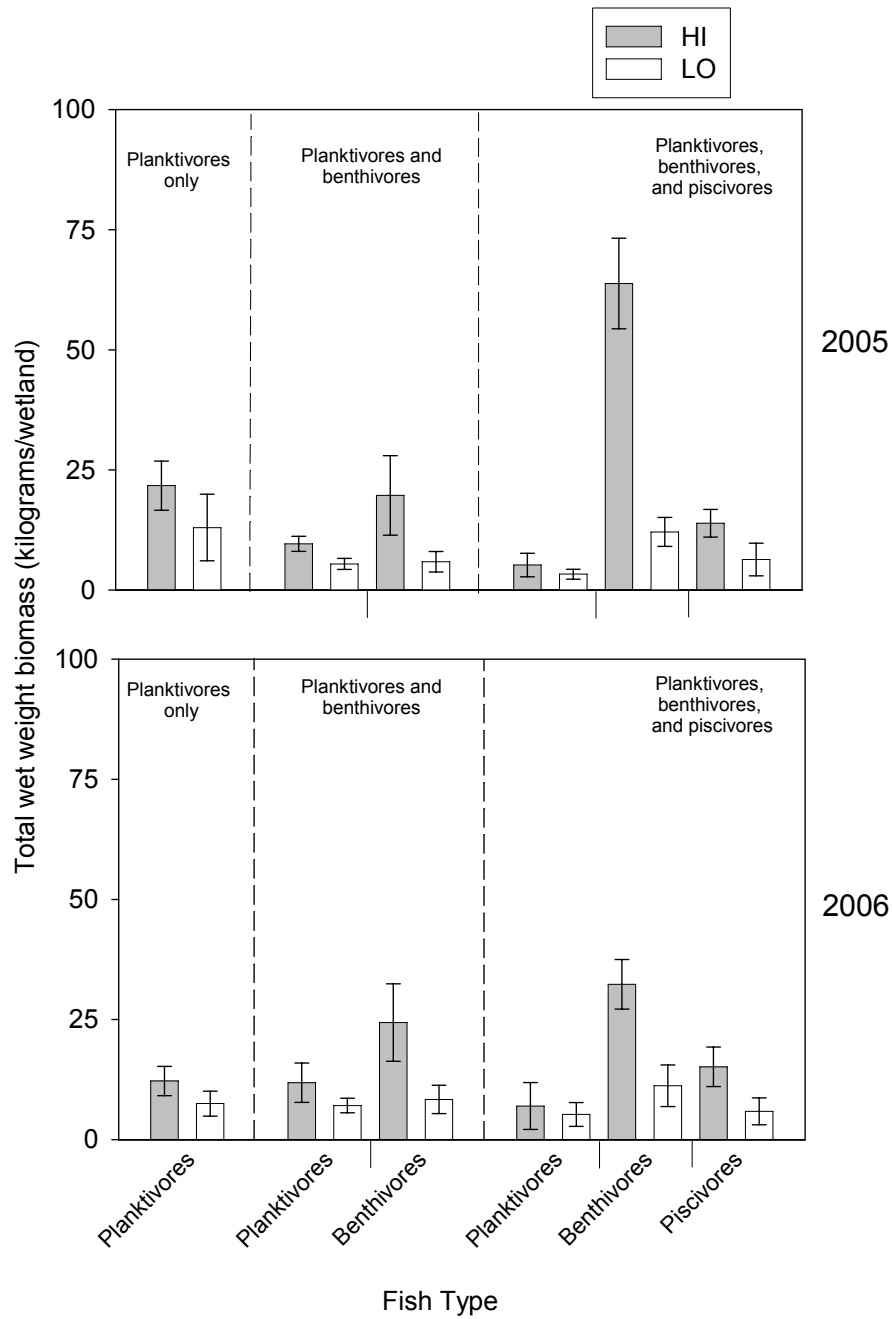 HI
LO
Total wet weight biomass (kilograms/wetland)
100
75
50
25
0
Planktivores
only
Planktivores and
benthivores
Planktivores,
benthivores,
and piscivores
2005
100
75
50
25
0
Planktivores
only
Planktivores and
benthivores
Planktivores,
benthivores,
and piscivores
2006
Planktivores
Planktivores
Benthivores
Planktivores
Benthivores
Piscivores
Fish Type